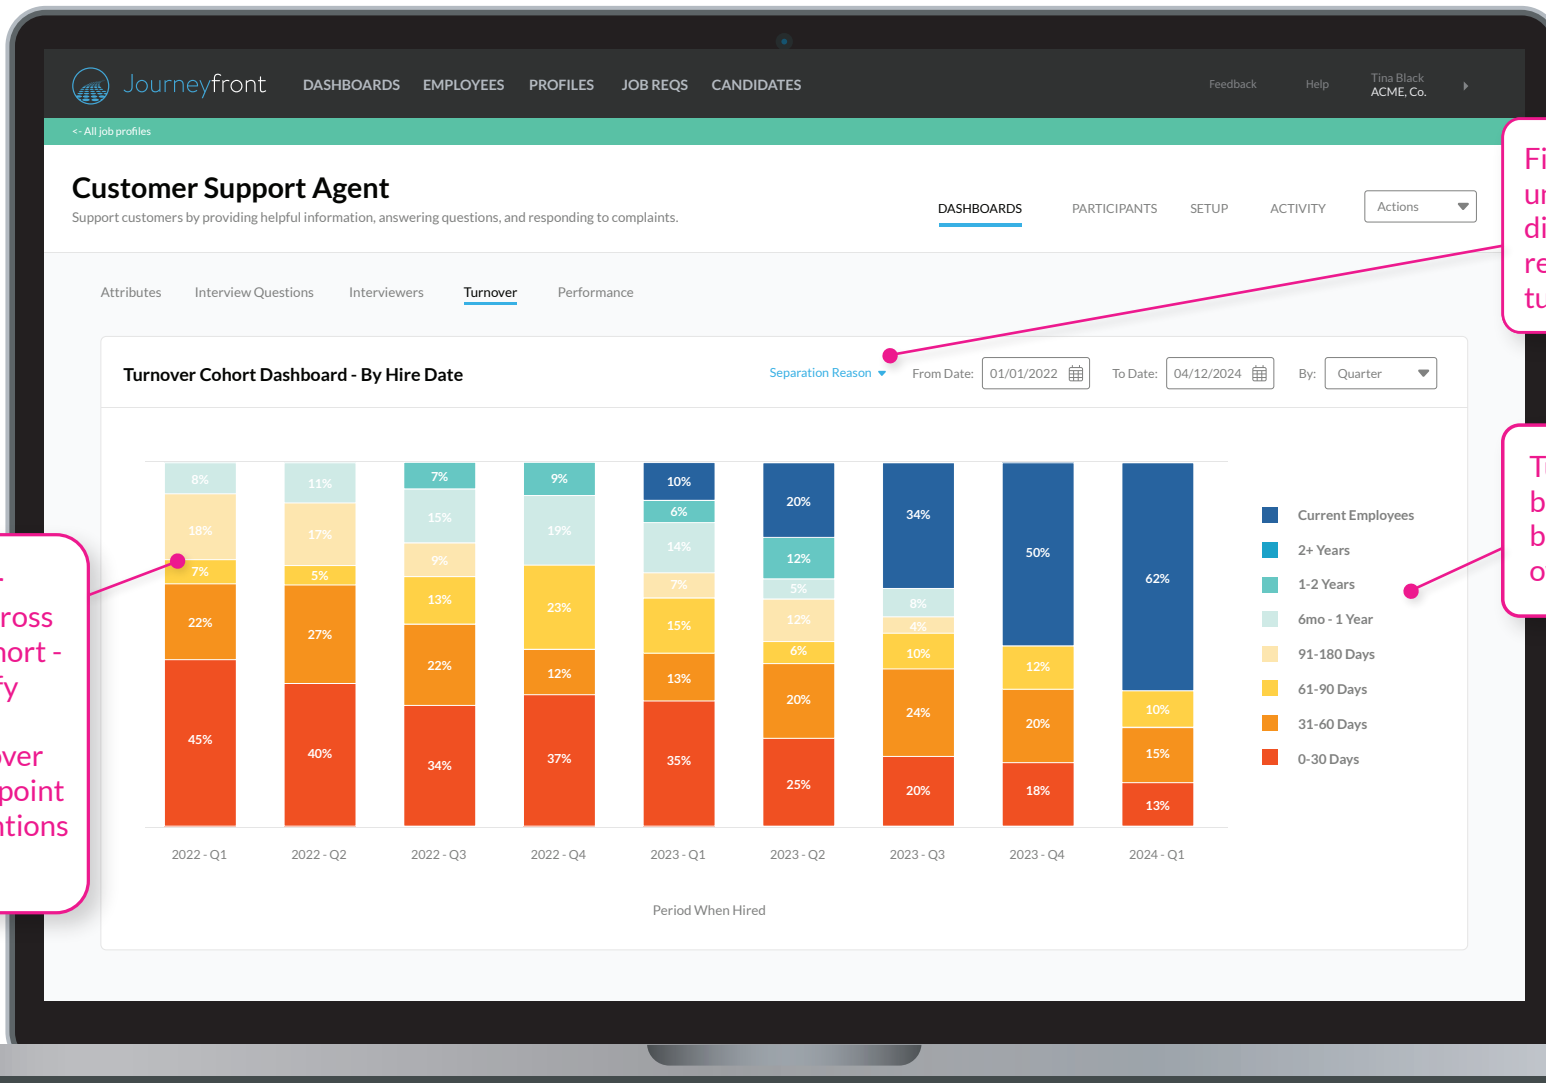 Journeyfront DASHBOARDS EMPLOYEES PROFILES JOB REQS CANDIDATES Feedback Help Tina Black
ACME, Co.
<- All job profiles
Customer Support Agent
Support customers by providing helpful information, answering questions, and responding to complaints.
DASHBOARDS PARTICIPANTS SETUP ACTIVITY Actions
Attributes Interview Questions Interviewers Turnover Performance
Turnover Cohort Dashboard - By Hire Date
Separation Reason From Date: 01/01/2022 To Date: 04/12/2024 By: Quarter
8% 18% 7% 22% 45%
11% 17% 5% 27% 40%
7% 15% 9% 13% 22% 34%
9% 19% 23% 12% 37%
10% 6% 14% 7% 15% 13% 35%
20% 12% 5% 12% 6% 20% 25%
34% 8% 4% 10% 24% 20%
50% 12% 20% 18%
62% 10% 15% 13%
2022 - Q1 2022 - Q2 2022 - Q3 2022 - Q4 2023 - Q1 2023 - Q2 2023 - Q3 2023 - Q4 2024 - Q1
Period When Hired
Current Employees
2+ Years
1-2 Years
6mo - 1 Year
91-180 Days
61-90 Days
31-60 Days
0-30 Days
point